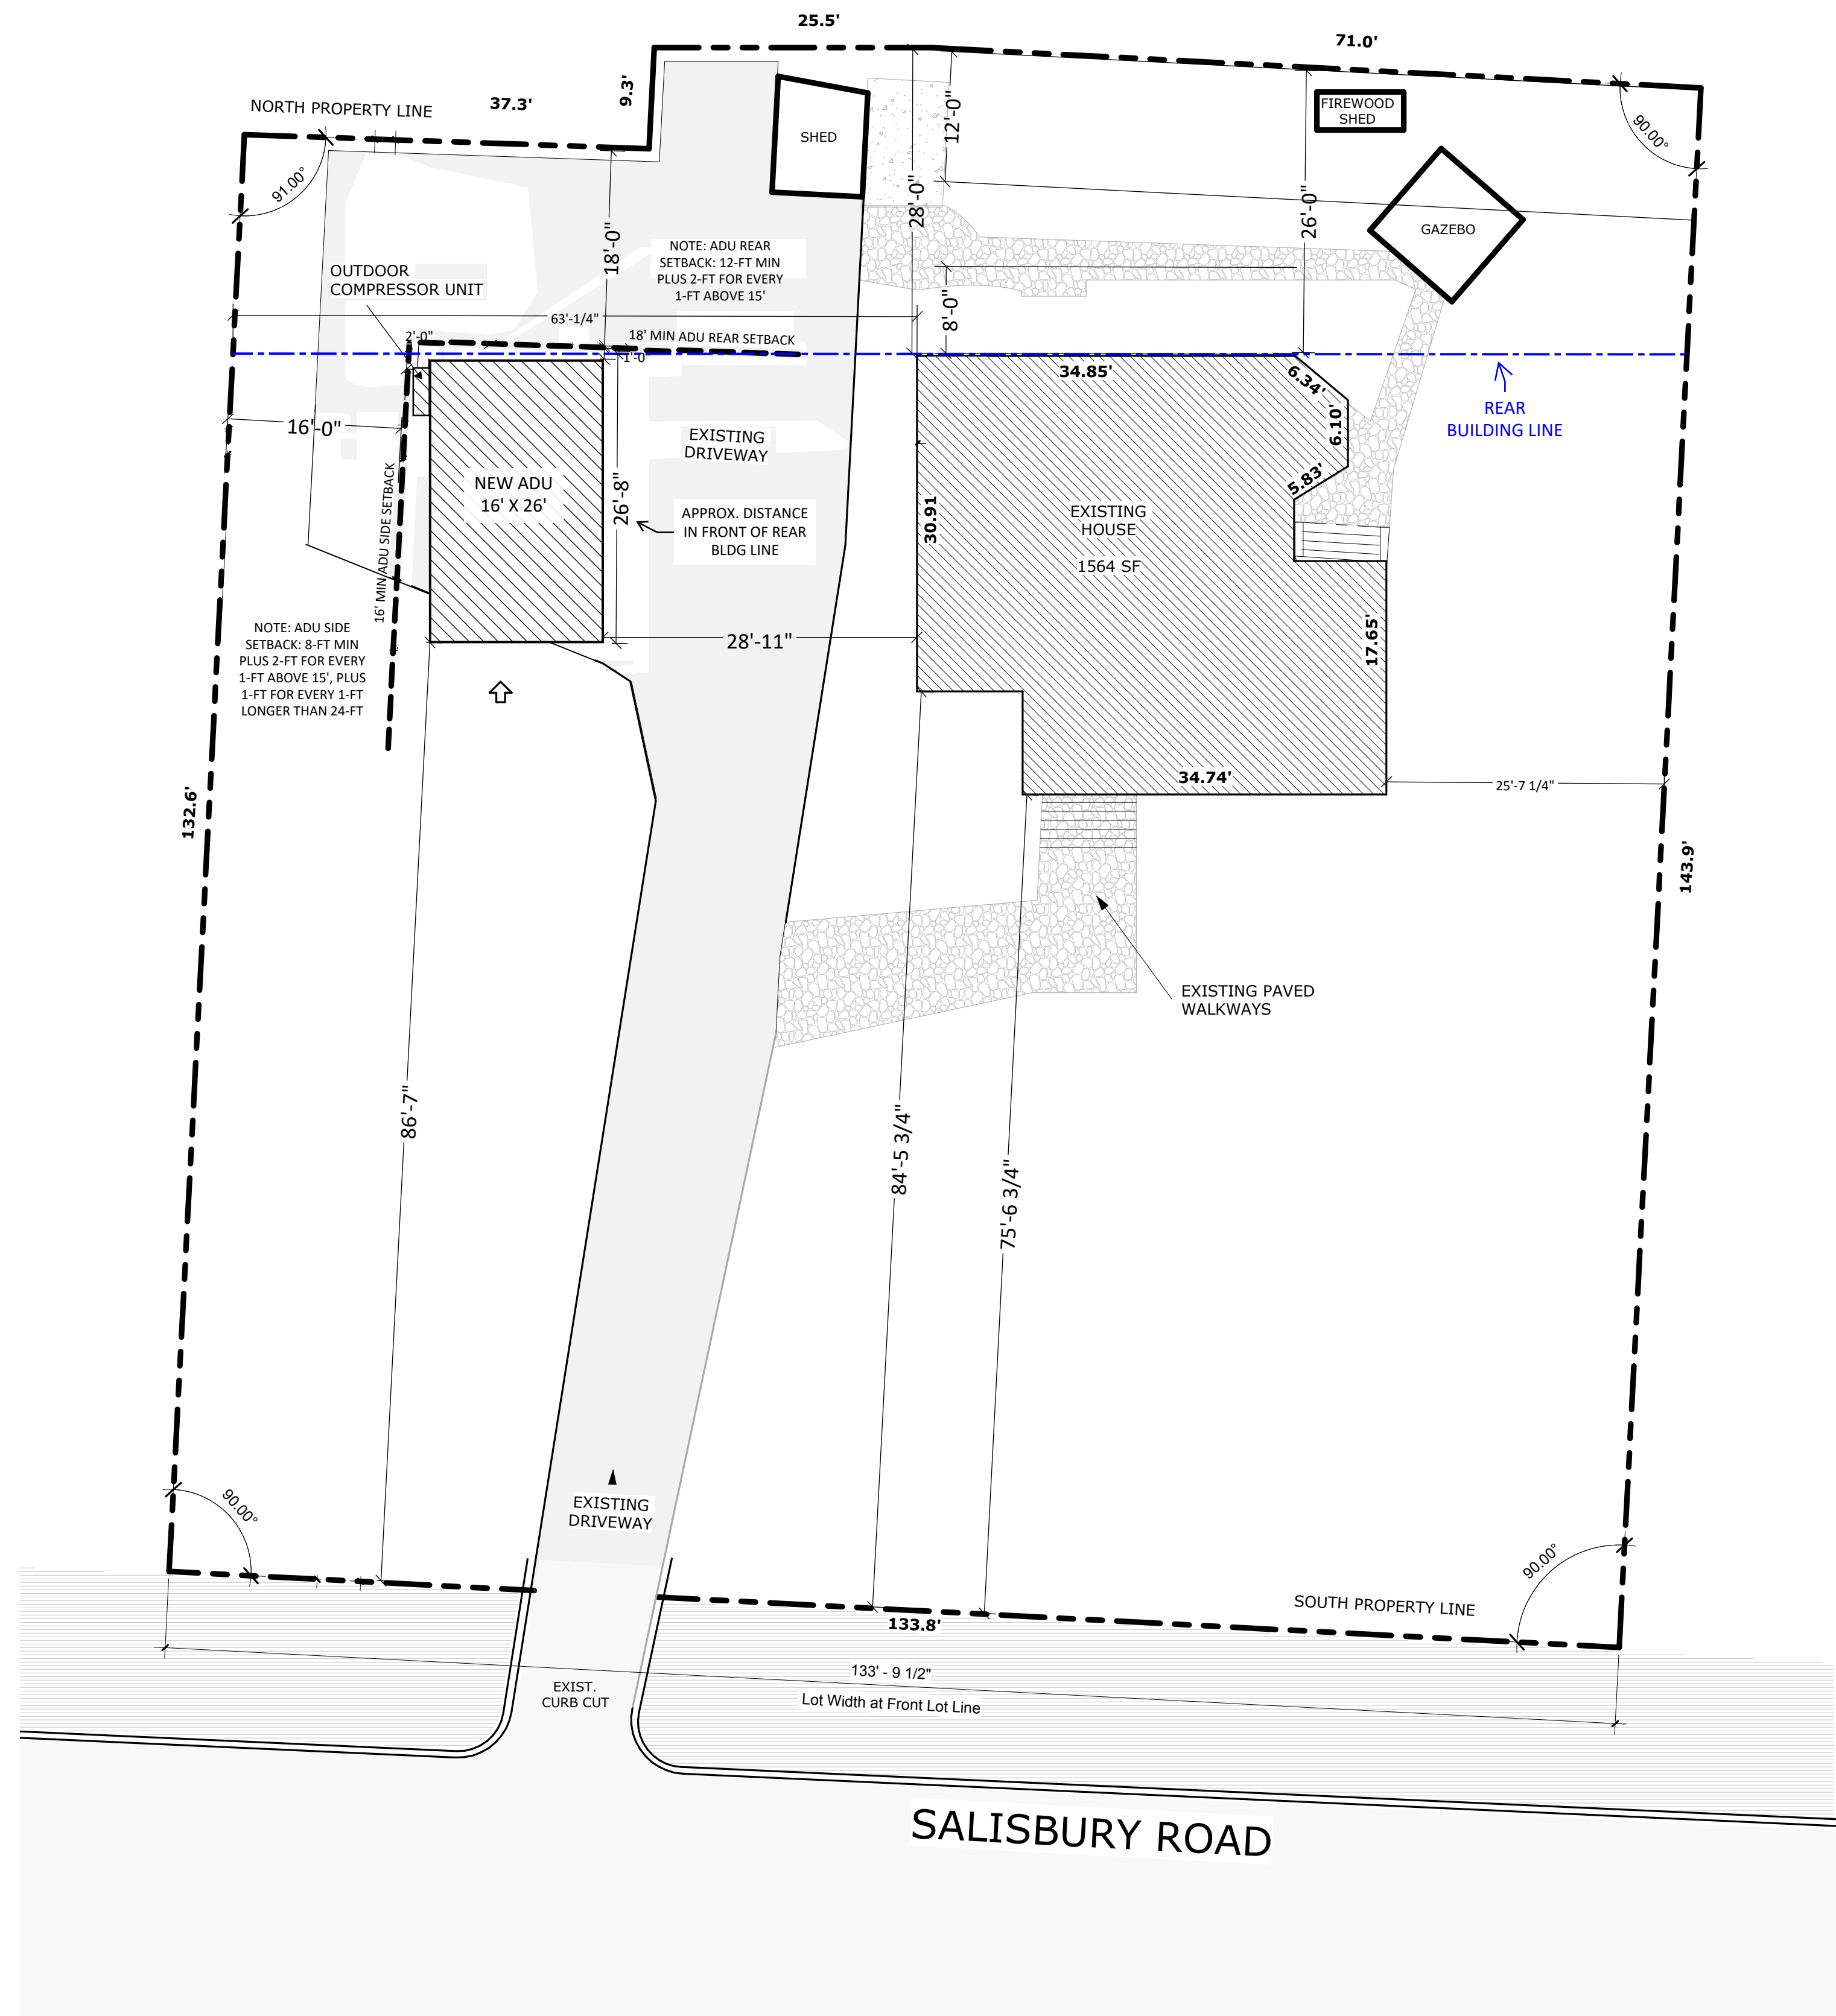 25.5'
71.0'
NORTH PROPERTY LINE
37.3'
9.3'
SHED
12'-0"
FIREWOOD
SHED
90.00°
91.00°
28'-0"
26'-0"
GAZEBO
18'-0"
NOTE: ADU REAR
SETBACK: 12-FT MIN
PLUS 2-FT FOR EVERY
1-FT ABOVE 15'
OUTDOOR
COMPRESSOR UNIT
8'-0"
63'-1/4"
2'-0"
18' MIN ADU REAR SETBACK
1'-0"
34.85'
6.34'
6.10'
5.83'
REAR
BUILDING LINE
16'-0"
EXISTING
DRIVEWAY
NEW ADU
16' X 26'
26'-8"
APPROX. DISTANCE
IN FRONT OF REAR
BLDG LINE
30.91
EXISTING
HOUSE
1564 SF
16' MIN ADU SIDE SETBACK
NOTE: ADU SIDE
SETBACK: 8-FT MIN
PLUS 2-FT FOR EVERY
1-FT ABOVE 15', PLUS
1-FT FOR EVERY 1-FT
LONGER THAN 24-FT
28'-11"
17.65'
34.74'
25'-7 1/4"
132.6'
143.9'
EXISTING PAVED
WALKWAYS
86'-7"
84'-5 3/4"
75'-6 3/4"
90.00°
EXISTING
DRIVEWAY
90.00°
SOUTH PROPERTY LINE
133.8'
133' - 9 1/2"
Lot Width at Front Lot Line
EXIST.
CURB CUT
SALISBURY ROAD